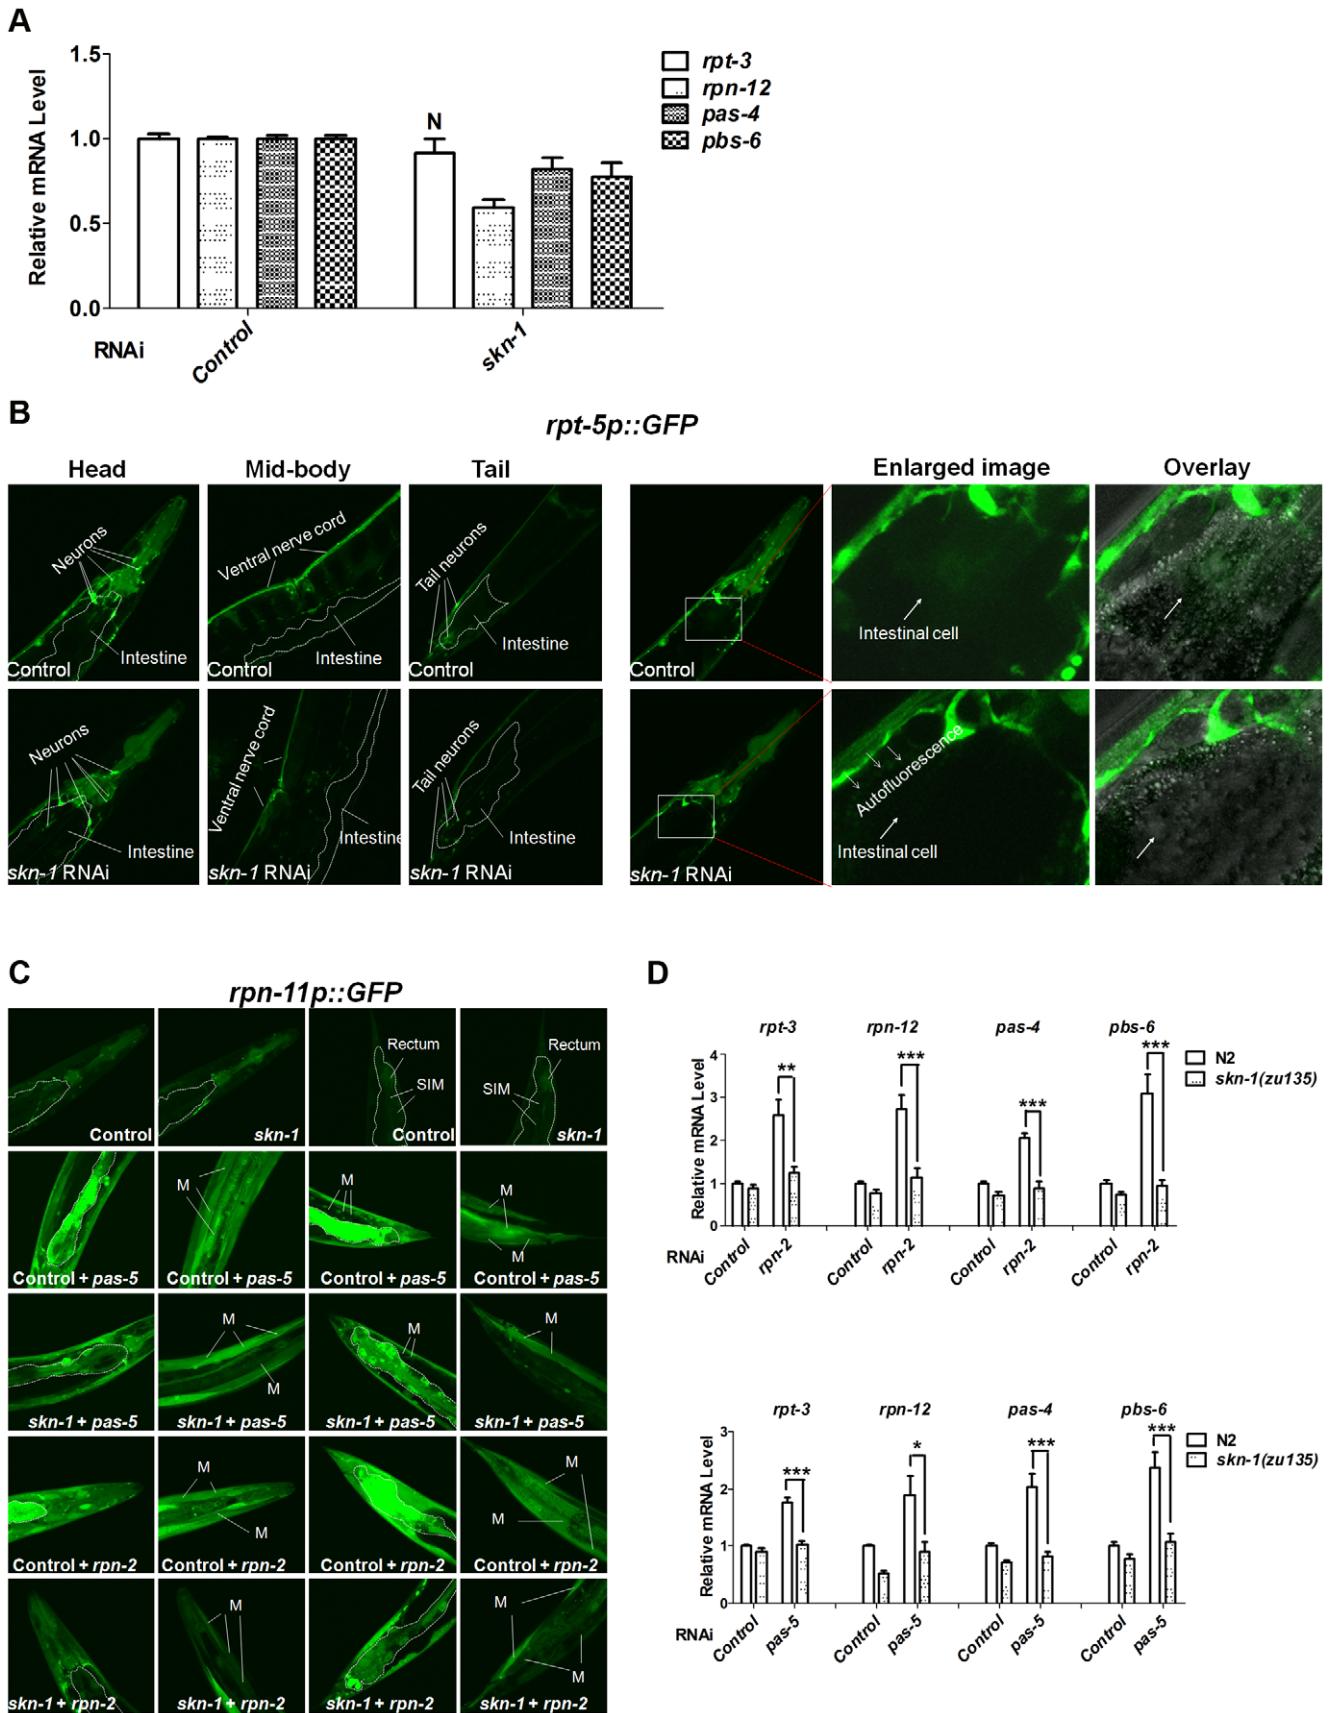 A
1.5
1.0
0.5
0.0
Relative mRNA Level
N
rpt-3
rpn-12
pas-4
pbs-6
RNAi
Control
skn-1
B
rpt-5p::GFP
Head
Mid-body
Tail
Enlarged image
Overlay
Neurons
Intestine
Control
Ventral nerve cord
Intestine
Control
Tail neurons
Intestine
Control
Control
Intestinal cell
Neurons
Intestine
skn-1 RNAi
Ventral nerve cord
Intestine
skn-1 RNAi
Tail neurons
Intestine
skn-1 RNAi
skn-1 RNAi
Autofluorescence
Intestinal cell
C
rpn-11p::GFP
Control
skn-1
Rectum
SIM
Control
Rectum
SIM
skn-1
Control + pas-5
M
Control + pas-5
M
Control + pas-5
M
M
Control + pas-5
skn-1 + pas-5
M
M
skn-1 + pas-5
M
skn-1 + pas-5
M
skn-1 + pas-5
Control + rpn-2
M
M
Control + rpn-2
Control + rpn-2
M
M
Control + rpn-2
skn-1 + rpn-2
M
skn-1 + rpn-2
skn-1 + rpn-2
M
M
skn-1 + rpn-2
D
rpt-3
rpn-12
pas-4
pbs-6
4
3
2
1
0
Relative mRNA Level
**
***
***
***
N2
skn-1(zu135)
RNAi
Control
rpn-2
Control
rpn-2
Control
rpn-2
Control
rpn-2
rpt-3
rpn-12
pas-4
pbs-6
3
2
1
0
Relative mRNA Level
***
*
***
***
N2
skn-1(zu135)
RNAi
Control
pas-5
Control
pas-5
Control
pas-5
Control
pas-5